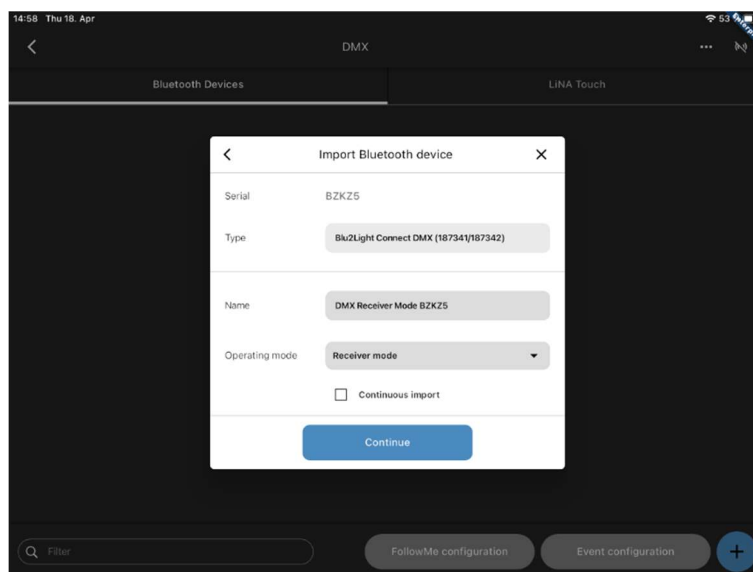 14:58 Thu 18. Apr
53
DMX
Bluetooth Devices
LiNA Touch
Import Bluetooth device
Serial BZKZ5
Type Blu2Light Connect DMX (187341/187342)
Name DMX Receiver Mode BZKZ5
Operating mode Receiver mode
Continuous import
Continue
Filter
FollowMe configuration
Event configuration